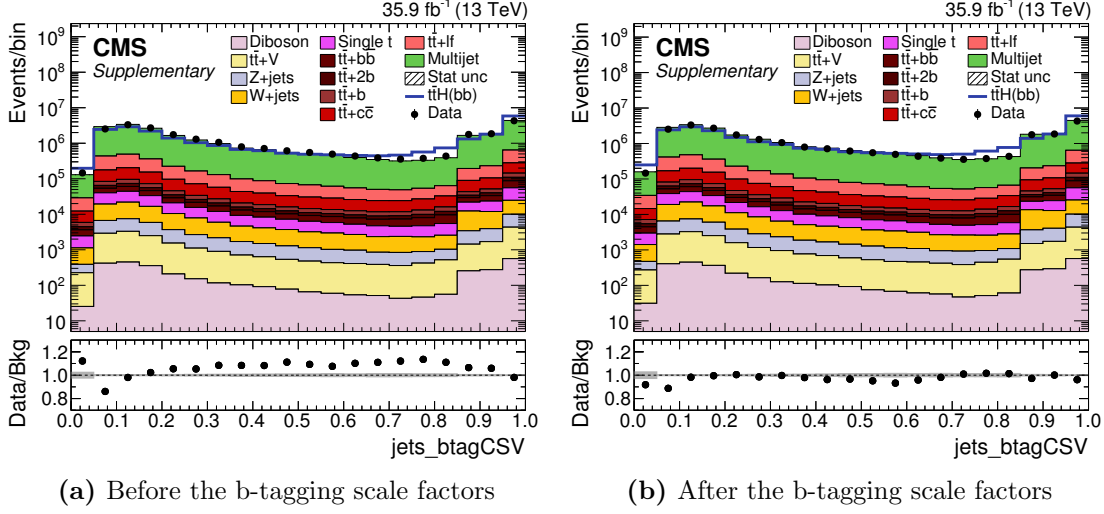 35.9 fb⁻¹ (13 TeV)
CMS
Supplementary
Diboson
tt̄+V
Z+jets
W+jets
Single t
tt̄+bb̄
tt̄+2b
tt̄+b
tt̄+cc̄
tt̄+lf
Multijet
Stat unc
tt̄H(bb)
Data
Events/bin
10⁹
10⁸
10⁷
10⁶
10⁵
10⁴
10³
10²
10
Data/Bkg
1.2
1.0
0.8
0.0 0.1 0.2 0.3 0.4 0.5 0.6 0.7 0.8 0.9 1.0
jets_btagCSV
(a) Before the b-tagging scale factors
35.9 fb⁻¹ (13 TeV)
CMS
Supplementary
Diboson
tt̄+V
Z+jets
W+jets
Single t
tt̄+bb̄
tt̄+2b
tt̄+b
tt̄+cc̄
tt̄+lf
Multijet
Stat unc
tt̄H(bb)
Data
Events/bin
10⁹
10⁸
10⁷
10⁶
10⁵
10⁴
10³
10²
10
Data/Bkg
1.2
1.0
0.8
0.0 0.1 0.2 0.3 0.4 0.5 0.6 0.7 0.8 0.9 1.0
jets_btagCSV
(b) After the b-tagging scale factors